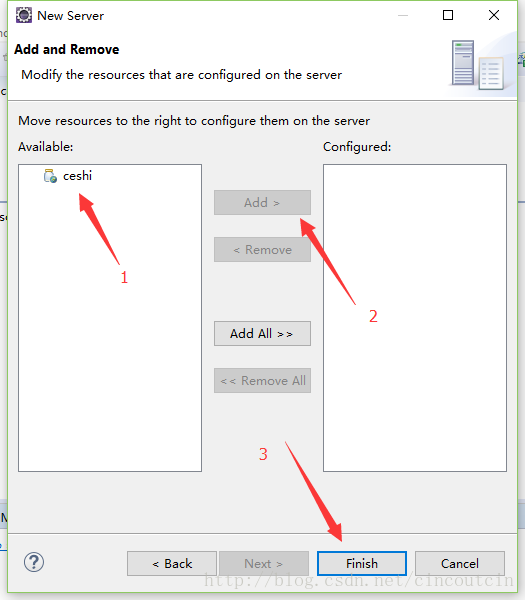 New Server
Add and Remove
Modify the resources that are configured on the server
Move resources to the right to configure them on the server
Available:
Configured:
ceshi
Add >
< Remove
1
2
Add All >>
<< Remove All
3
?
< Back
Next >
Finish
Cancel
http://blog.csdn.net/cincoutcin